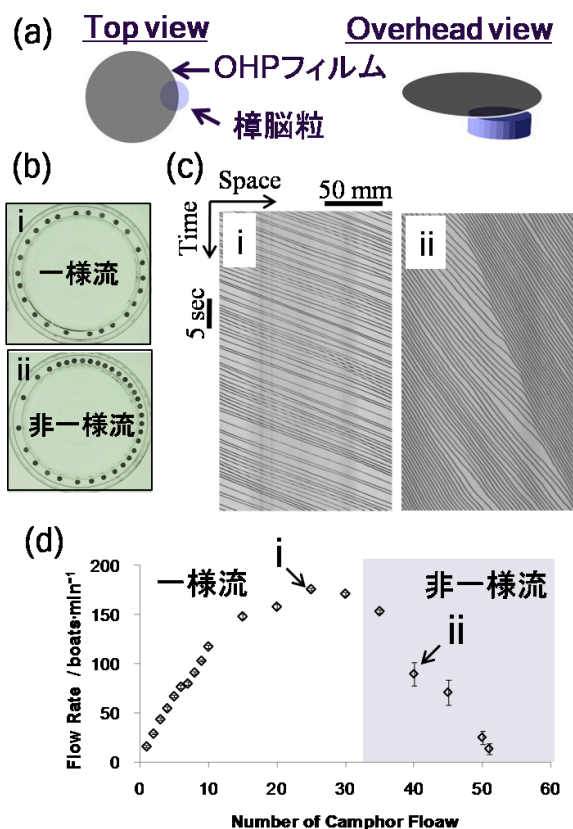 (a)
Top view
Overhead view
OHPフィルム
樟脳粒
(b)
i
一様流
ii
非一様流
(c)
Space
50 mm
Time
5 sec
i
ii
(d)
一様流
i
非一様流
ii
200
150
100
50
0
Flow Rate / boats·min⁻¹
0 10 20 30 40 50 60
Number of Camphor Floaw